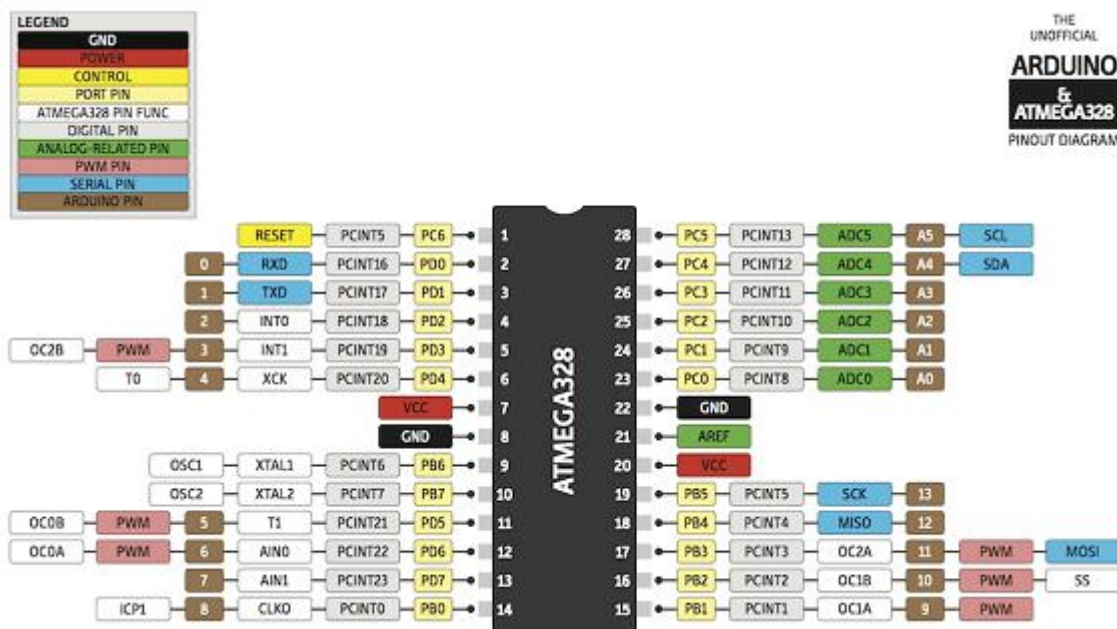 LEGEND
GND
POWER
CONTROL
PORT PIN
ATMEGA328 PIN FUNC
DIGITAL PIN
ANALOG-RELATED PIN
PWM PIN
SERIAL PIN
ARDUINO PIN
THE
UNOFFICIAL
ARDUINO
&
ATMEGA328
PINOUT DIAGRAM
RESET PCINT5 PC6 1 28 PC5 PCINT13 ADC5 A5 SCL
0 RXD PCINT16 PD0 2 27 PC4 PCINT12 ADC4 A4 SDA
1 TXD PCINT17 PD1 3 26 PC3 PCINT11 ADC3 A3
2 INT0 PCINT18 PD2 4 25 PC2 PCINT10 ADC2 A2
OC2B PWM 3 INT1 PCINT19 PD3 5 24 PC1 PCINT9 ADC1 A1
T0 4 XCK PCINT20 PD4 6 23 PC0 PCINT8 ADC0 A0
VCC 7 22 GND
GND 8 21 AREF
OSC1 XTAL1 PCINT6 PB6 9 20 VCC
OSC2 XTAL2 PCINT7 PB7 10 19 PB5 PCINT5 SCK 13
OC0B PWM 5 T1 PCINT21 PD5 11 18 PB4 PCINT4 MISO 12
OC0A PWM 6 AIN0 PCINT22 PD6 12 17 PB3 PCINT3 OC2A 11 PWM MOSI
7 AIN1 PCINT23 PD7 13 16 PB2 PCINT2 OC1B 10 PWM SS
ICP1 8 CLKO PCINT0 PB0 14 15 PB1 PCINT1 OC1A 9 PWM
ATMEGA328